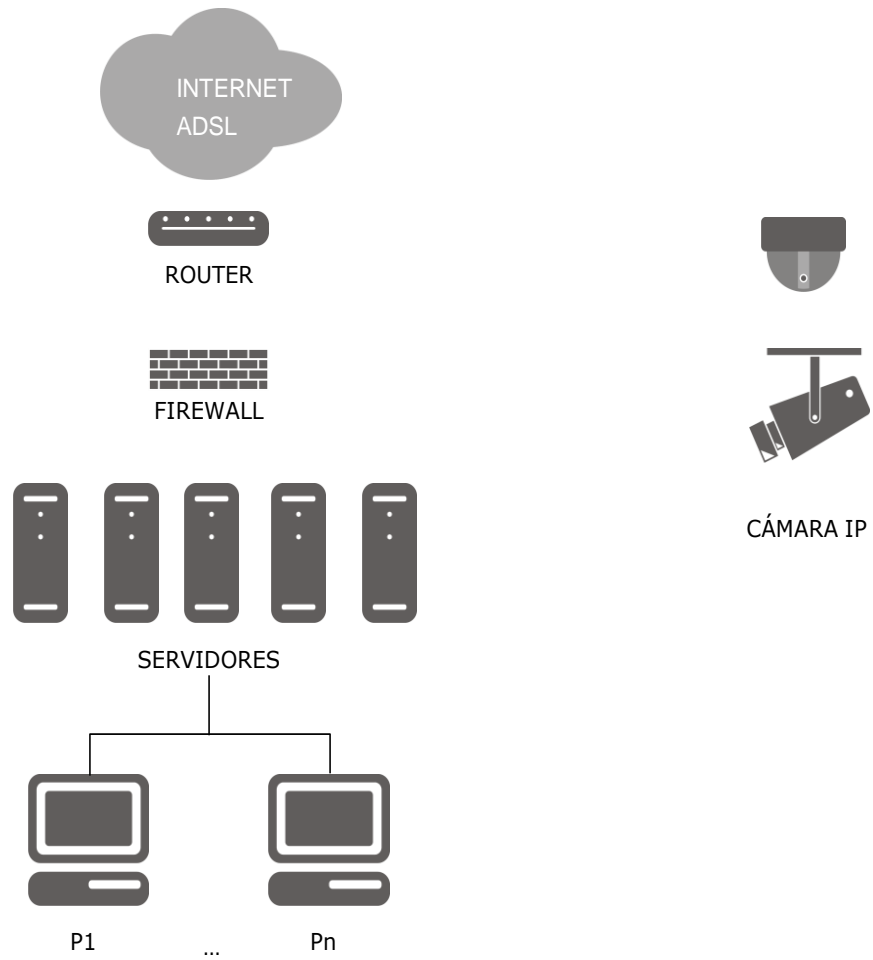 INTERNET
ADSL
ROUTER
FIREWALL
CÁMARA IP
SERVIDORES
P1
...
Pn